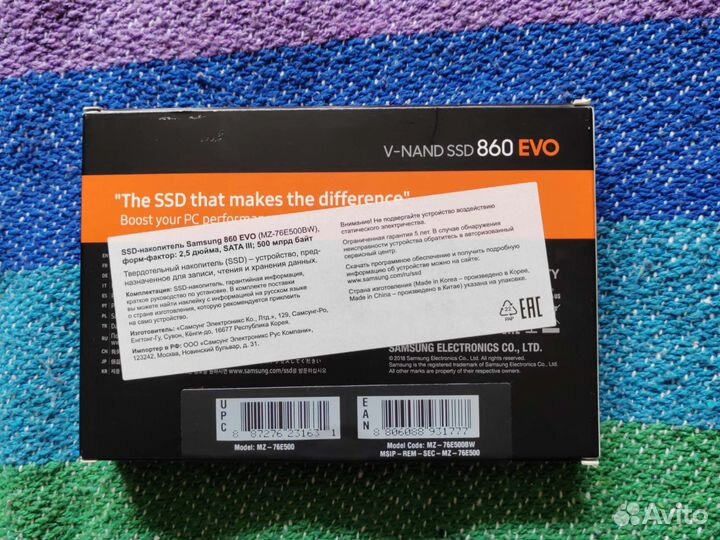 V-NAND SSD 860 EVO
"The SSD that makes the difference"
Boost your PC
SSD-накопитель Samsung 860 EVO (MZ-76E500BW),
форм-фактор: 2,5 дюйма, SATA III; 500 млрд байт
Твердотельный накопитель (SSD) – устройство, пред-
назначенное для записи, чтения и хранения данных.
Комплектация: SSD-накопитель, гарантийная информация,
краткое руководство по установке. В комплекте поставки
вы можете найти наклейку с информацией на русском языке
о накопителе, которую рекомендуется приклеить
на само устройство.
Изготовитель: «Самсунг Электроникс Ко., Лтд.», 129, Самсунг-Ро,
Енгтонг-Гу, Сувон, Кёнги-до, 16677 Республика Корея.
Импортер в РФ: ООО «Самсунг Электроникс Рус Компани»,
123242, Москва, Новинский бульвар, д. 31.
Внимание! Не подвергайте устройство воздействию
статического электричества.
Ограниченная гарантия 5 лет. В случае обнаружения
неисправности устройства обратитесь в авторизованный
сервисный центр.
Скачать программное обеспечение и получить подробную
информацию об устройстве можно на сайте:
www.samsung.com/ru/ssd
Страна изготовления (Made in Korea – произведено в Корее,
Made in China – произведено в Китае) указана на упаковке.
22
PAP
EAC
SAMSUNG ELECTRONICS CO., LTD.
©2018 Samsung Electronics Co., Ltd.
Samsung is the registered trademark of Samsung Electronics Co., Ltd.
All other marks are property of their respective owners.
www.samsung.com/ssd
UPC
8 87276 23163 1
Model: MZ-76E500
EAN
8 806088 931777
Model Code: MZ-76E500BW
MSIP-REM-SEC-MZ-76E500
Avito